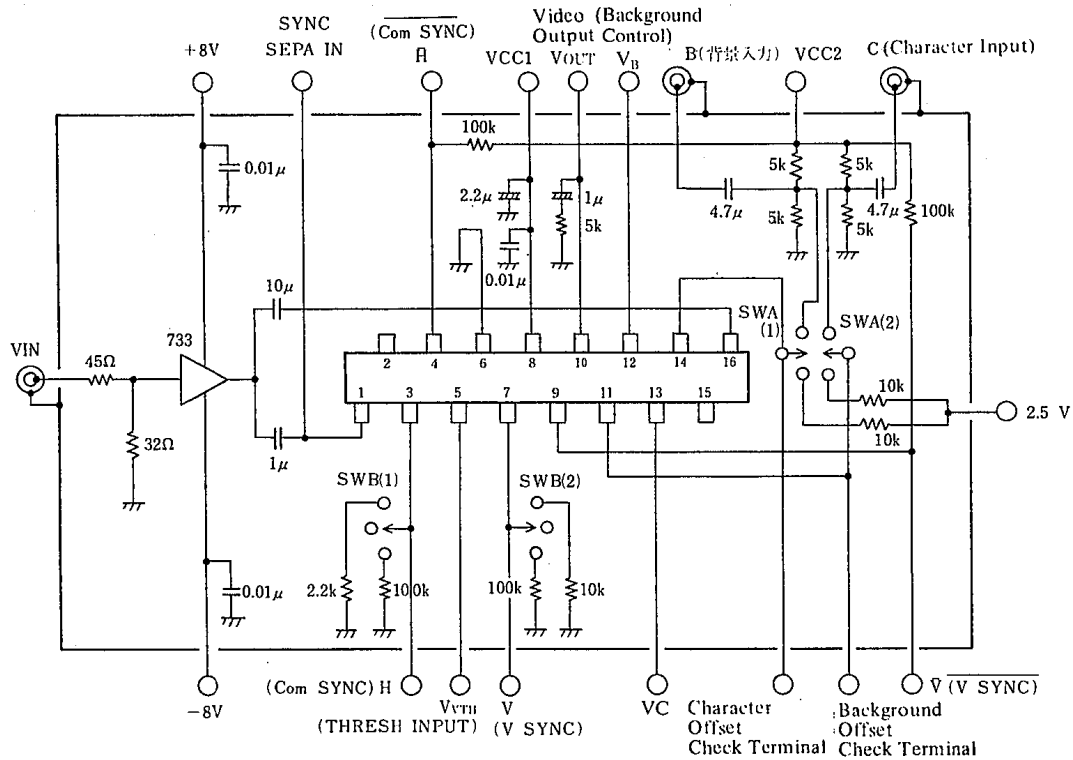 SYNC
SEPA IN
+8V
(Com SYNC)
H
VCC1
Video (Background
Output Control)
VOUT
VB
B(背景入力)
VCC2
C (Character Input)
100k
0.01μ
2.2μ
1μ
5k
0.01μ
4.7μ
5k
5k
5k
5k
4.7μ
100k
10μ
733
VIN
45Ω
32Ω
1μ
2
4
6
8
10
12
14
16
1
3
5
7
9
11
13
15
SWA
(1)
SWA(2)
10k
10k
2.5 V
SWB(1)
SWB(2)
2.2k
100k
100k
10k
0.01μ
-8V
(Com SYNC) H
VVTH
(THRESH INPUT)
V
(V SYNC)
VC
Character
Offset
Check Terminal
Background
Offset
Check Terminal
V (V SYNC)